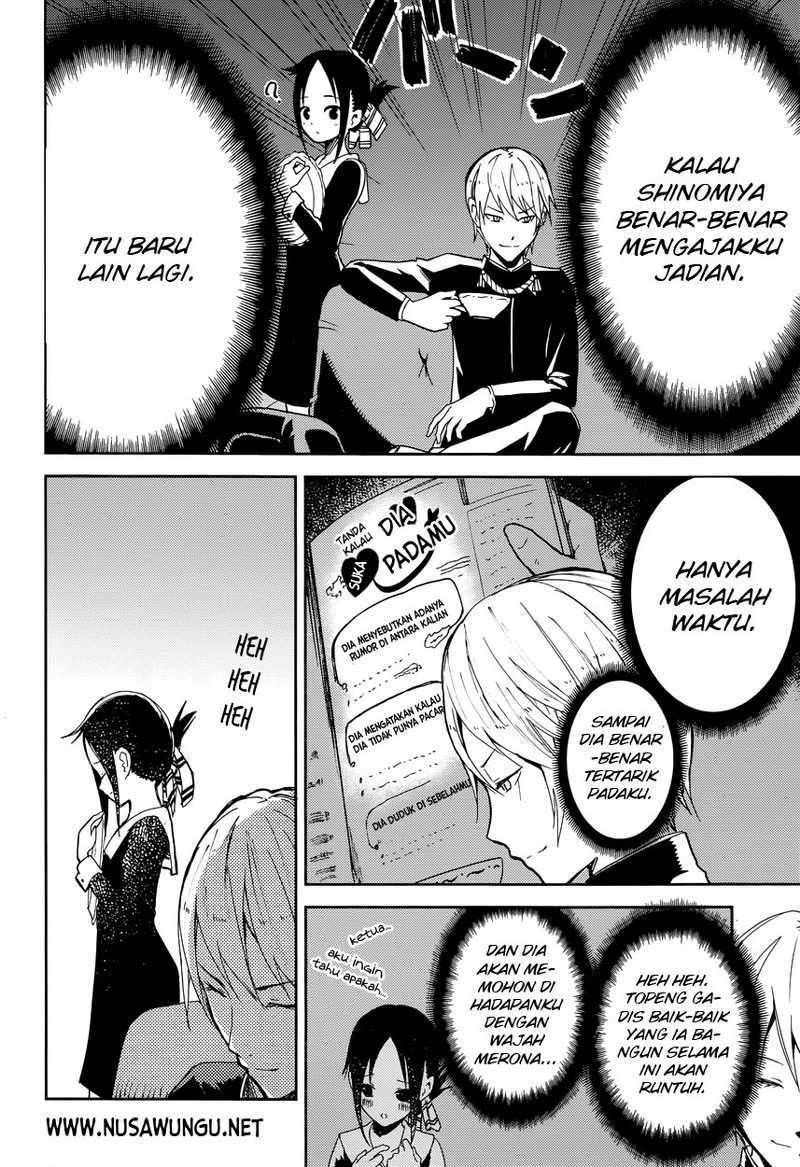 KALAU
SHINOMIYA
BENAR-BENAR
MENGAJAKKU
JADIAN.
ITU BARU
LAIN LAGI.
?
HANYA
MASALAH
WAKTU.
SAMPAI
DIA BENAR
-BENAR
TERTARIK
PADAKU.
TANDA
KALAU
DIA
SUKA
PADAMU
DIA MENYEBUTKAN ADANYA
RUMOR DI ANTARA KALIAN
DIA MENGATAKAN KALAU
DIA TIDAK PUNYA PACAR
DIA DUDUK DI SEBELAHMU
HEH
HEH
HEH
HEH HEH.
TOPENG GA-
DIS BAIK-BAIK
YANG IA BA-
NGUN SELAMA
INI AKAN
RUNTUH.
DAN DIA
AKAN ME-
MOHON DI
HADAPANKU
DENGAN
WAJAH
MERONA...
ketua..
aku ingin
tahu apakah..
WWW.NUSAWUNGU.NET